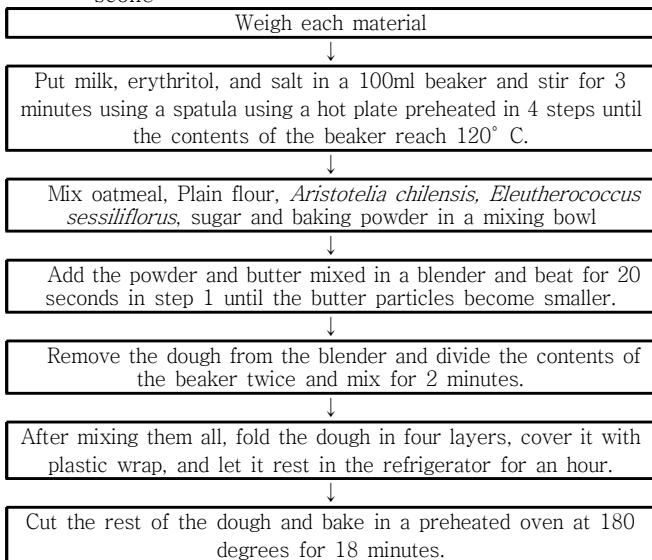 scone
Weigh each material
↓
Put milk, erythritol, and salt in a 100ml beaker and stir for 3
minutes using a spatula using a hot plate preheated in 4 steps until
the contents of the beaker reach 120° C.
↓
Mix oatmeal, Plain flour, Aristotelia chilensis, Eleutherococcus
sessiliflorus, sugar and baking powder in a mixing bowl
↓
Add the powder and butter mixed in a blender and beat for 20
seconds in step 1 until the butter particles become smaller.
↓
Remove the dough from the blender and divide the contents of
the beaker twice and mix for 2 minutes.
↓
After mixing them all, fold the dough in four layers, cover it with
plastic wrap, and let it rest in the refrigerator for an hour.
↓
Cut the rest of the dough and bake in a preheated oven at 180
degrees for 18 minutes.